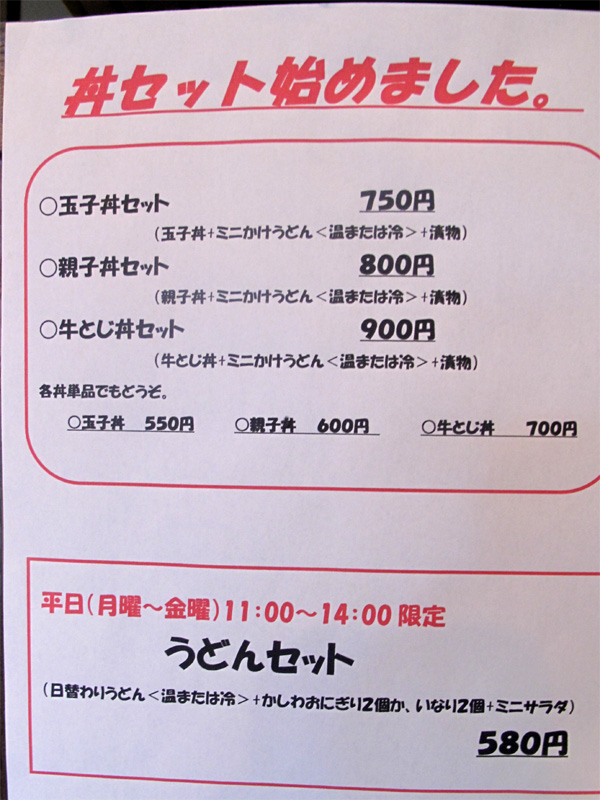 丼セット始めました。
○玉子丼セット 750円
(玉子丼+ミニかけうどん<温または冷>+漬物)
○親子丼セット 800円
(親子丼+ミニかけうどん<温または冷>+漬物)
○牛とじ丼セット 900円
(牛とじ丼+ミニかけうどん<温または冷>+漬物)
各丼単品でもどうぞ。
○玉子丼 550円 ○親子丼 600円 ○牛とじ丼 700円
平日(月曜~金曜)11:00~14:00 限定
うどんセット
(日替わりうどん<温または冷>+かしわおにぎり2個か、いなり2個+ミニサラダ)
580円